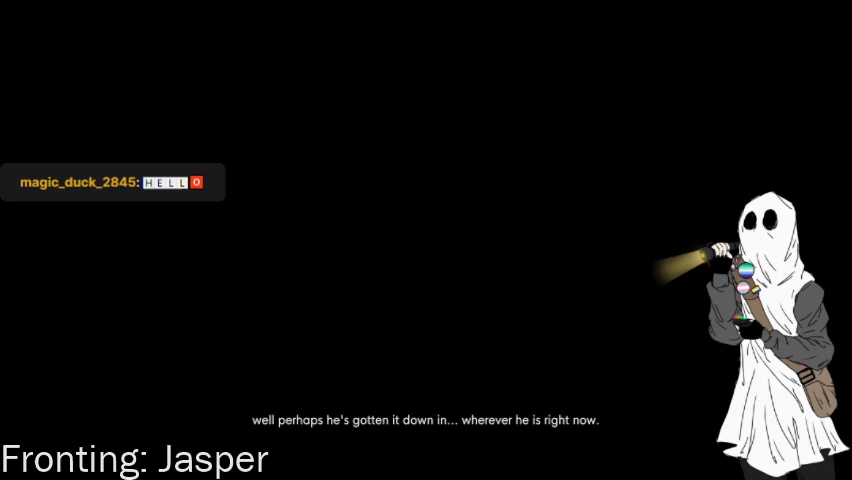 magic_duck_2845: HELLO
well perhaps he's gotten it down in... wherever he is right now.
Fronting: Jasper